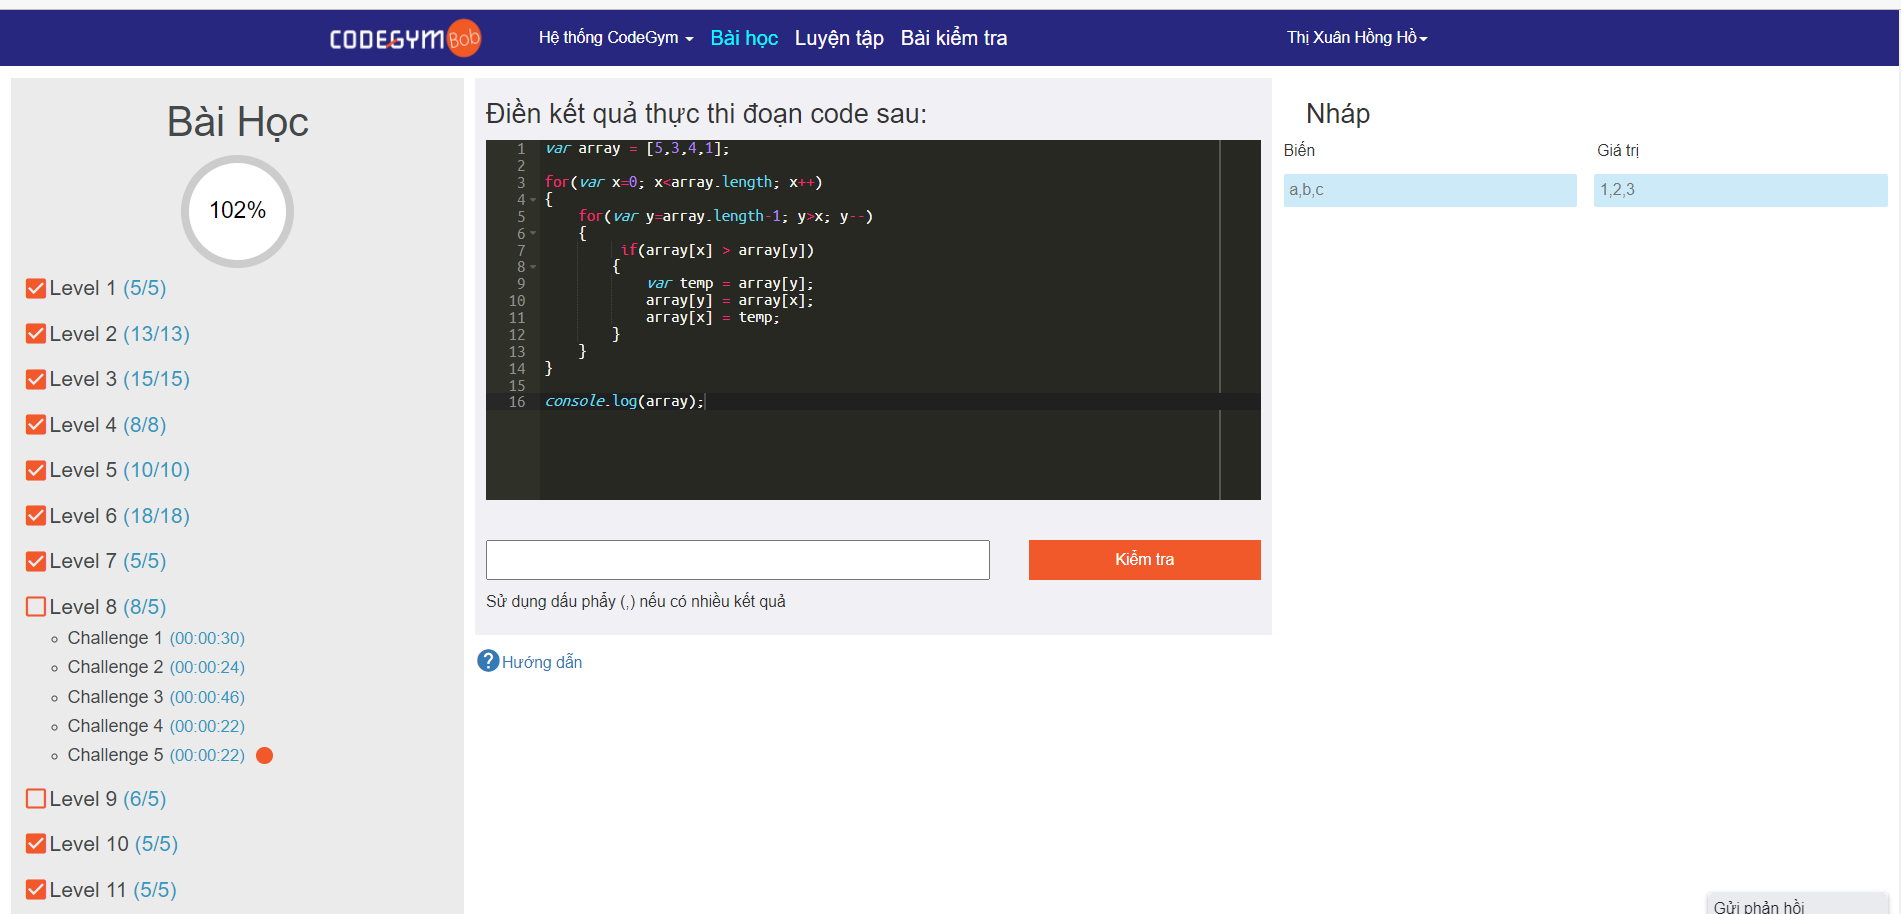 CODEGYM Bob
Hệ thống CodeGym
Bài học
Luyện tập
Bài kiểm tra
Thị Xuân Hồng Hồ
Bài Học
102%
Level 1 (5/5)
Level 2 (13/13)
Level 3 (15/15)
Level 4 (8/8)
Level 5 (10/10)
Level 6 (18/18)
Level 7 (5/5)
Level 8 (8/5)
Challenge 1 (00:00:30)
Challenge 2 (00:00:24)
Challenge 3 (00:00:46)
Challenge 4 (00:00:22)
Challenge 5 (00:00:22)
Level 9 (6/5)
Level 10 (5/5)
Level 11 (5/5)
Điền kết quả thực thi đoạn code sau:
1 var array = [5,3,4,1];
2
3 for(var x=0; x<array.length; x++)
4 {
5 for(var y=array.length-1; y>x; y--)
6 {
7 if(array[x] > array[y])
8 {
9 var temp = array[y];
10 array[y] = array[x];
11 array[x] = temp;
12 }
13 }
14 }
15
16 console.log(array);
Kiểm tra
Sử dụng dấu phẩy (,) nếu có nhiều kết quả
? Hướng dẫn
Nháp
Biến
Giá trị
a,b,c
1,2,3
Gửi phản hồi